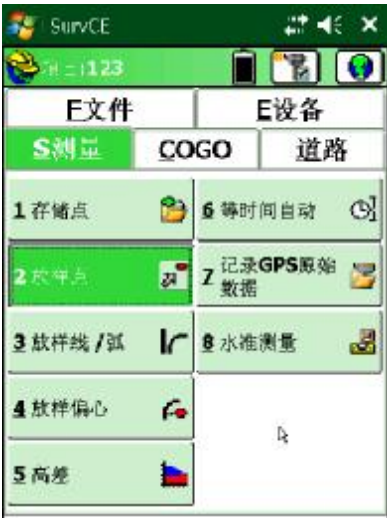 SurvCE
项目:123
F文件
E设备
S测量
COGO
道路
1存储点
6等时间自动
2放样点
7记录GPS原始
数据
3放样线/弧
8水准测量
4放样偏心
5高差